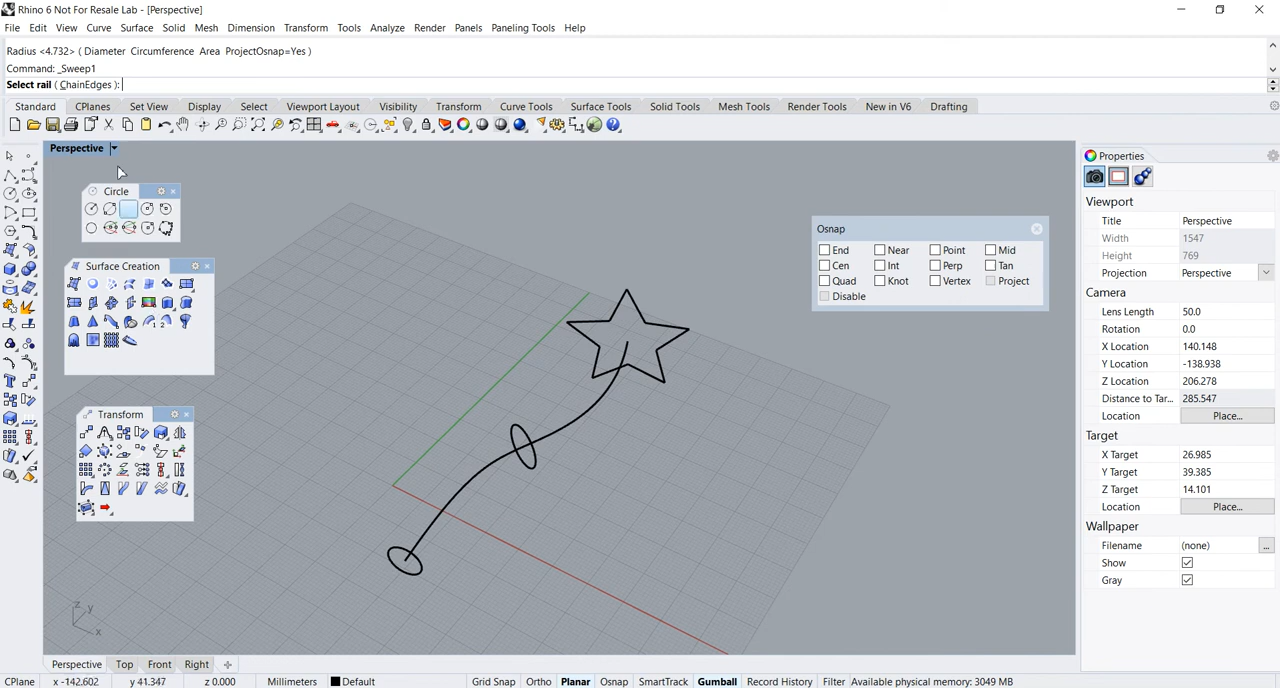 Rhino 6 Not For Resale Lab - [Perspective]
File Edit View Curve Surface Solid Mesh Dimension Transform Tools Analyze Render Panels Paneling Tools Help
Radius <4.732> ( Diameter Circumference Area ProjectOsnap=Yes )
Command: _Sweep1
Select rail ( ChainEdges ):
Standard CPlanes Set View Display Select Viewport Layout Visibility Transform Curve Tools Surface Tools Solid Tools Mesh Tools Render Tools New in V6 Drafting
Perspective
Circle
Surface Creation
Transform
Osnap
End Near Point Mid
Cen Int Perp Tan
Quad Knot Vertex Project
Disable
Properties
Viewport
Title Perspective
Width 1547
Height 769
Projection Perspective
Camera
Lens Length 50.0
Rotation 0.0
X Location 140.148
Y Location -138.938
Z Location 206.278
Distance to Tar... 285.547
Location Place...
Target
X Target 26.985
Y Target 39.385
Z Target 14.101
Location Place...
Wallpaper
Filename (none) ...
Show
Gray
z y
x
Perspective Top Front Right
CPlane x -142.602 y 41.347 z 0.000 Millimeters Default Grid Snap Ortho Planar Osnap SmartTrack Gumball Record History Filter Available physical memory: 3049 MB